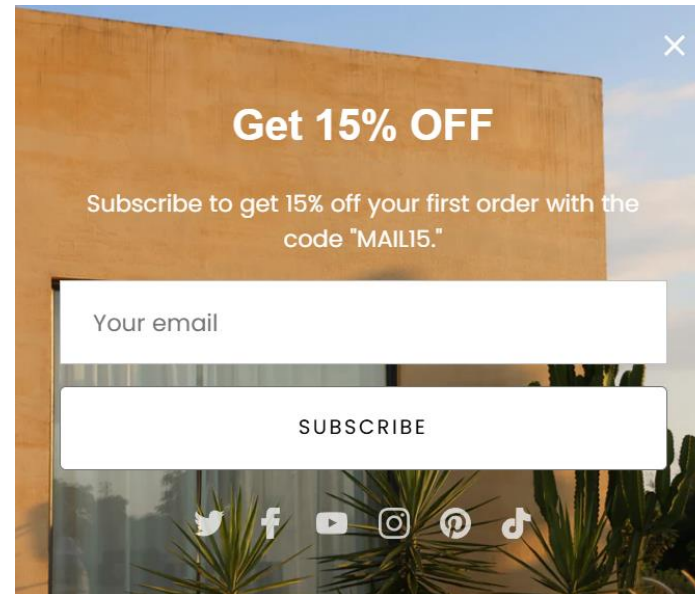 Get 15% OFF
Subscribe to get 15% off your first order with the
code "MAIL15."
Your email
SUBSCRIBE